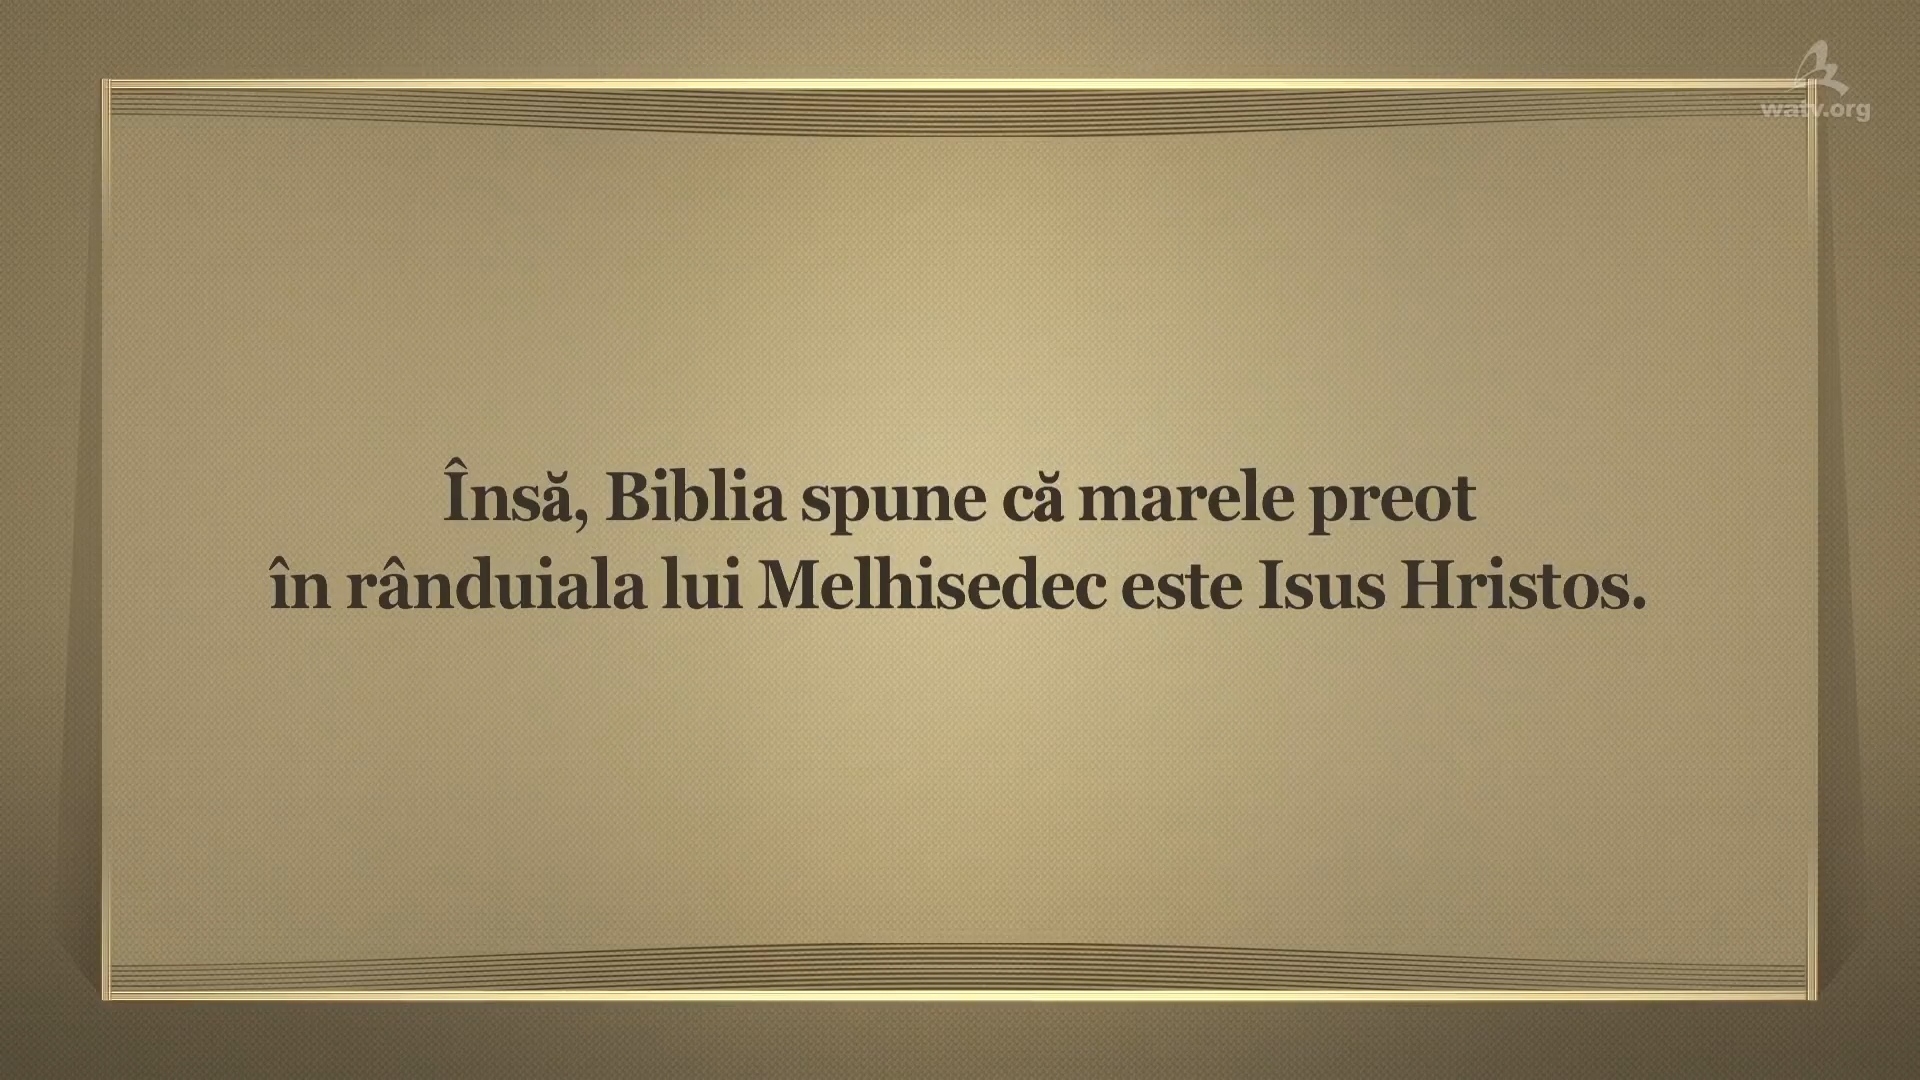 watv.org
Însă, Biblia spune că marele preot
în rânduiala lui Melhisedec este Isus Hristos.